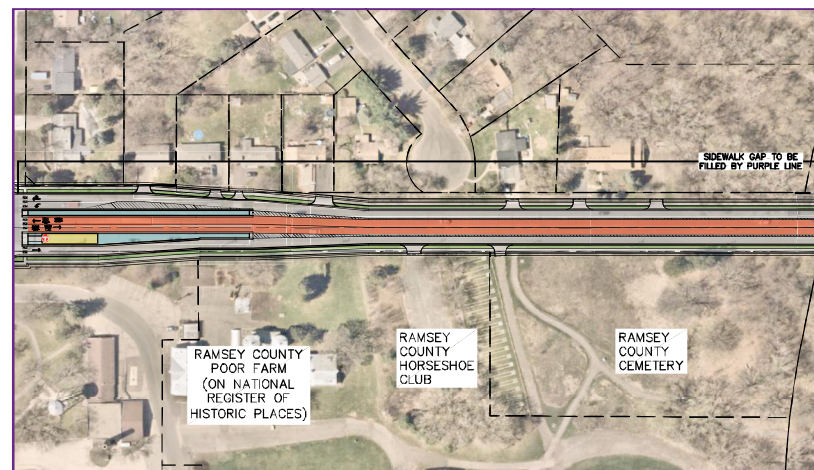 SIDEWALK GAP TO BE
FILLED BY PURPLE LINE
RAMSEY COUNTY
POOR FARM
(ON NATIONAL
REGISTER OF
HISTORIC PLACES)
RAMSEY
COUNTY
HORSESHOE
CLUB
RAMSEY
COUNTY
CEMETERY